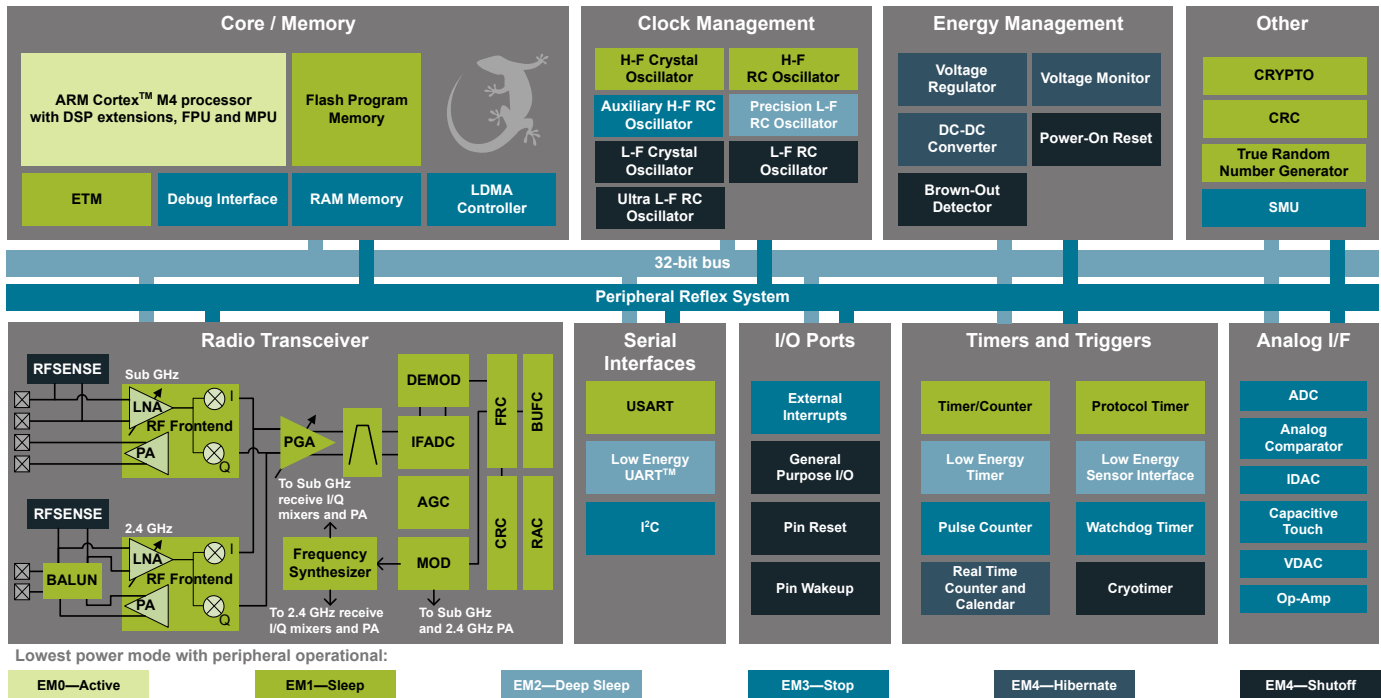 Core / Memory
ARM Cortex™ M4 processor
with DSP extensions, FPU and MPU
Flash Program
Memory
ETM
Debug Interface
RAM Memory
LDMA
Controller
Clock Management
H-F Crystal
Oscillator
H-F
RC Oscillator
Auxiliary H-F RC
Oscillator
Precision L-F
RC Oscillator
L-F Crystal
Oscillator
L-F RC
Oscillator
Ultra L-F RC
Oscillator
Energy Management
Voltage
Regulator
Voltage Monitor
DC-DC
Converter
Power-On Reset
Brown-Out
Detector
Other
CRYPTO
CRC
True Random
Number Generator
SMU
32-bit bus
Peripheral Reflex System
Radio Transceiver
RFSENSE
Sub GHz
LNA
I
RF Frontend
PA
Q
PGA
To Sub GHz
receive I/Q
mixers and PA
DEMOD
IFADC
AGC
MOD
FRC
BUFC
CRC
RAC
RFSENSE
2.4 GHz
LNA
I
BALUN
RF Frontend
PA
Q
Frequency
Synthesizer
To 2.4 GHz receive
I/Q mixers and PA
To Sub GHz
and 2.4 GHz PA
Serial
Interfaces
USART
Low Energy
UART™
I²C
I/O Ports
External
Interrupts
General
Purpose I/O
Pin Reset
Pin Wakeup
Timers and Triggers
Timer/Counter
Protocol Timer
Low Energy
Timer
Low Energy
Sensor Interface
Pulse Counter
Watchdog Timer
Real Time
Counter and
Calendar
Cryotimer
Analog I/F
ADC
Analog
Comparator
IDAC
Capacitive
Touch
VDAC
Op-Amp
Lowest power mode with peripheral operational:
EM0—Active
EM1—Sleep
EM2—Deep Sleep
EM3—Stop
EM4—Hibernate
EM4—Shutoff